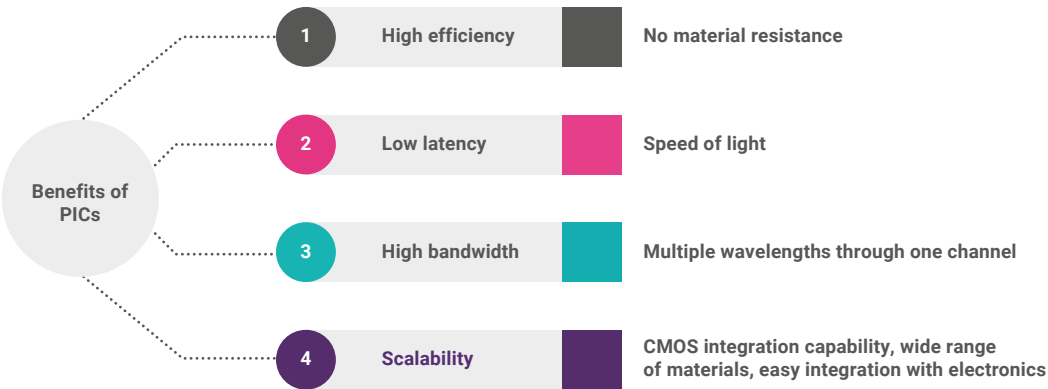 Benefits of
PICs
1
High efficiency
No material resistance
2
Low latency
Speed of light
3
High bandwidth
Multiple wavelengths through one channel
4
Scalability
CMOS integration capability, wide range
of materials, easy integration with electronics